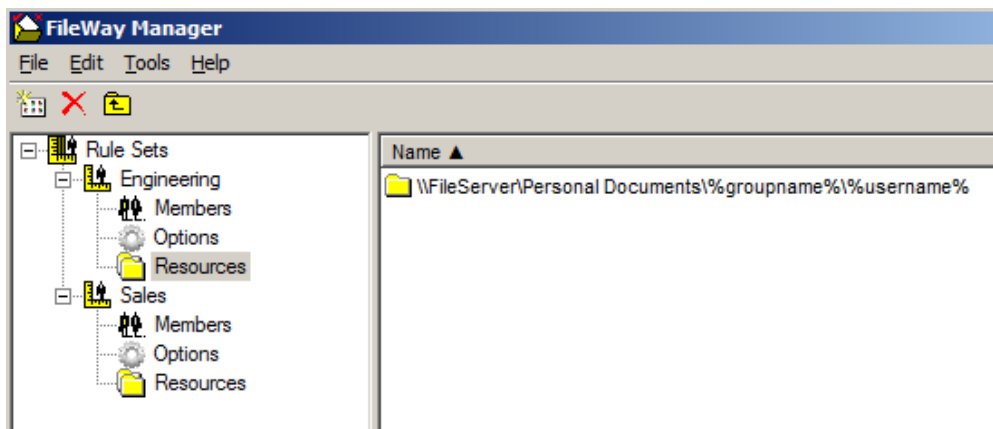 FileWay Manager
File Edit Tools Help
Rule Sets
Engineering
Members
Options
Resources
Sales
Members
Options
Resources
Name
\\FileServer\Personal Documents\%groupname%\%username%